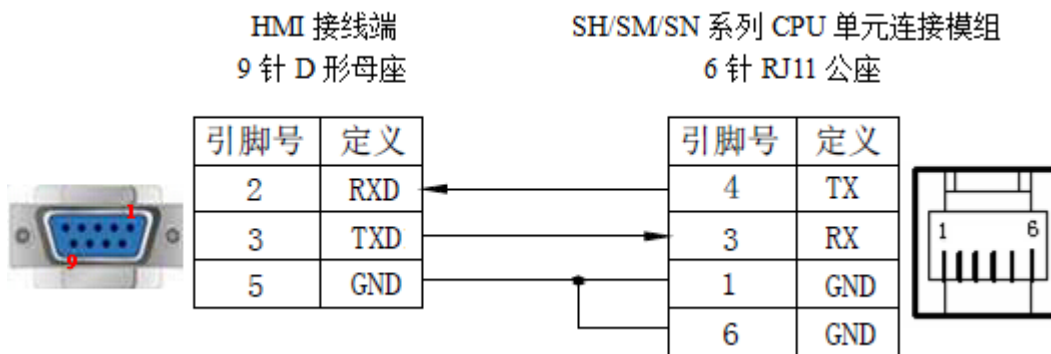 HMI 接线端
9 针 D 形母座
SH/SM/SN 系列 CPU 单元连接模组
6 针 RJ11 公座
引脚号 定义
2 RXD
3 TXD
5 GND
引脚号 定义
4 TX
3 RX
1 GND
6 GND
1
9
1 6